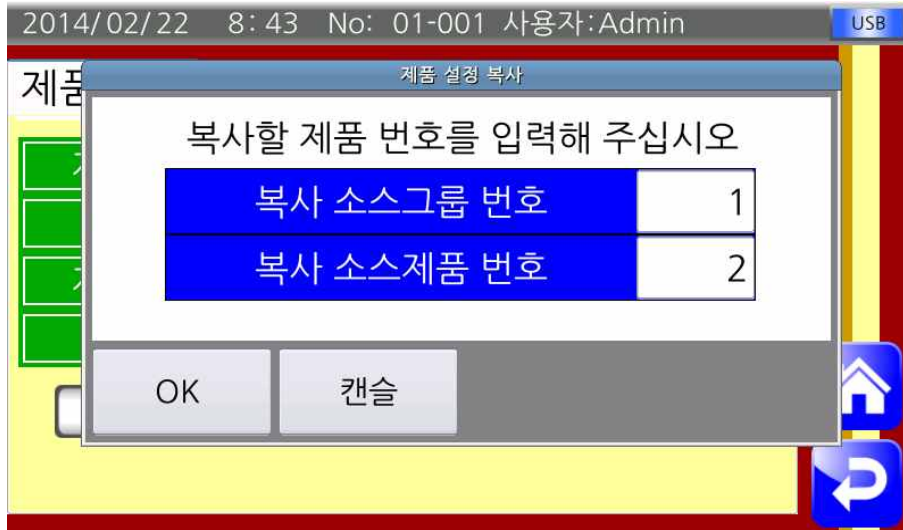 2014/02/22 8:43 No: 01-001 사용자:Admin USB
제품 설정 복사
복사할 제품 번호를 입력해 주십시오
복사 소스그룹 번호 1
복사 소스제품 번호 2
OK 캔슬